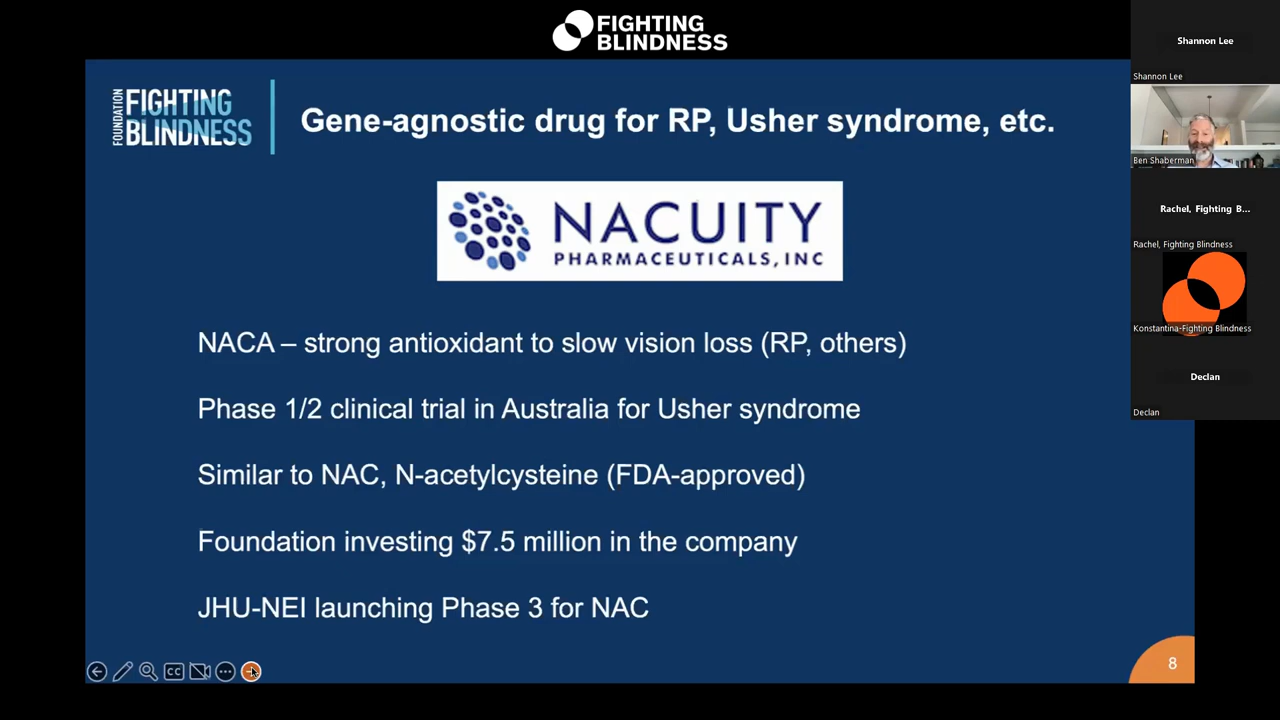 FIGHTING
BLINDNESS
FOUNDATION
FIGHTING
BLINDNESS
Gene-agnostic drug for RP, Usher syndrome, etc.
NACUITY
PHARMACEUTICALS, INC
NACA – strong antioxidant to slow vision loss (RP, others)
Phase 1/2 clinical trial in Australia for Usher syndrome
Similar to NAC, N-acetylcysteine (FDA-approved)
Foundation investing $7.5 million in the company
JHU-NEI launching Phase 3 for NAC
CC
8
Shannon Lee
Shannon Lee
Ben Shaberman
Rachel, Fighting B...
Rachel, Fighting Blindness
Konstantina-Fighting Blindness
Declan
Declan